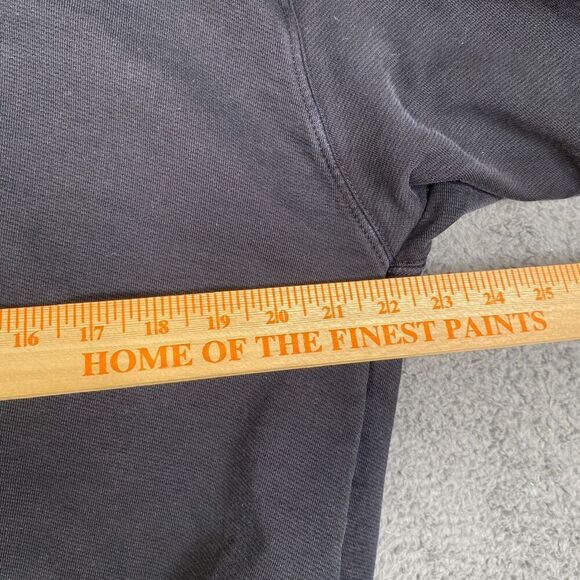 16 17 18 19 20 21 22 23 24 25
HOME OF THE FINEST PAINTS